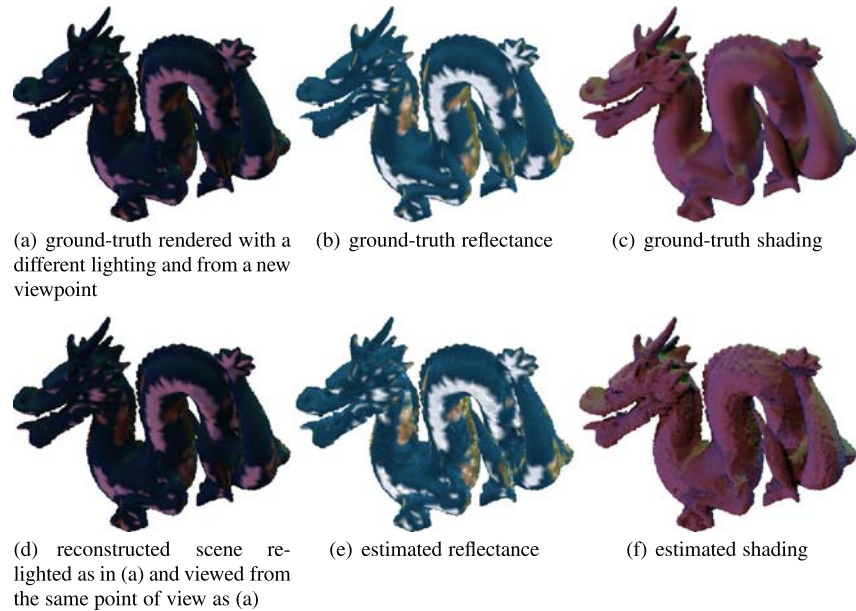 (a) ground-truth rendered with a
different lighting and from a new
viewpoint
(b) ground-truth reflectance
(c) ground-truth shading
(d) reconstructed scene re-
lighted as in (a) and viewed from
the same point of view as (a)
(e) estimated reflectance
(f) estimated shading